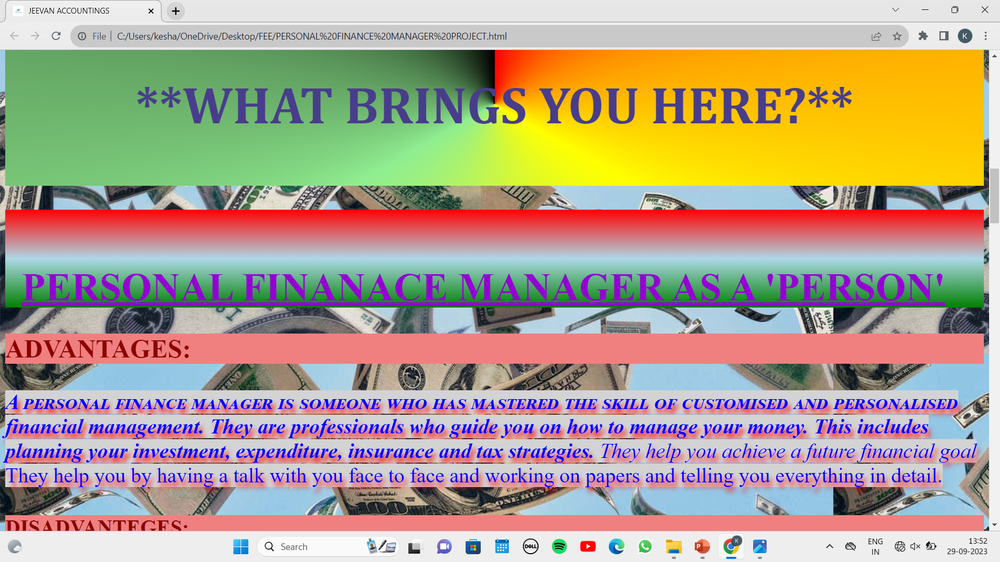 JEEVAN ACCOUNTINGS
File
C:/Users/kesha/OneDrive/Desktop/FEE/PERSONAL%20FINANCE%20MANAGER%20PROJECT.html
K
**WHAT BRINGS YOU HERE?**
PERSONAL FINANACE MANAGER AS A 'PERSON'
ADVANTAGES:
A PERSONAL FINANCE MANAGER IS SOMEONE WHO HAS MASTERED THE SKILL OF CUSTOMISED AND PERSONALISED
financial management. They are professionals who guide you on how to manage your money. This includes
planning your investment, expenditure, insurance and tax strategies. They help you achieve a future financial goal
They help you by having a talk with you face to face and working on papers and telling you everything in detail.
DISADVANTEGES:
Search
DELL
K
ENG
IN
13:52
29-09-2023